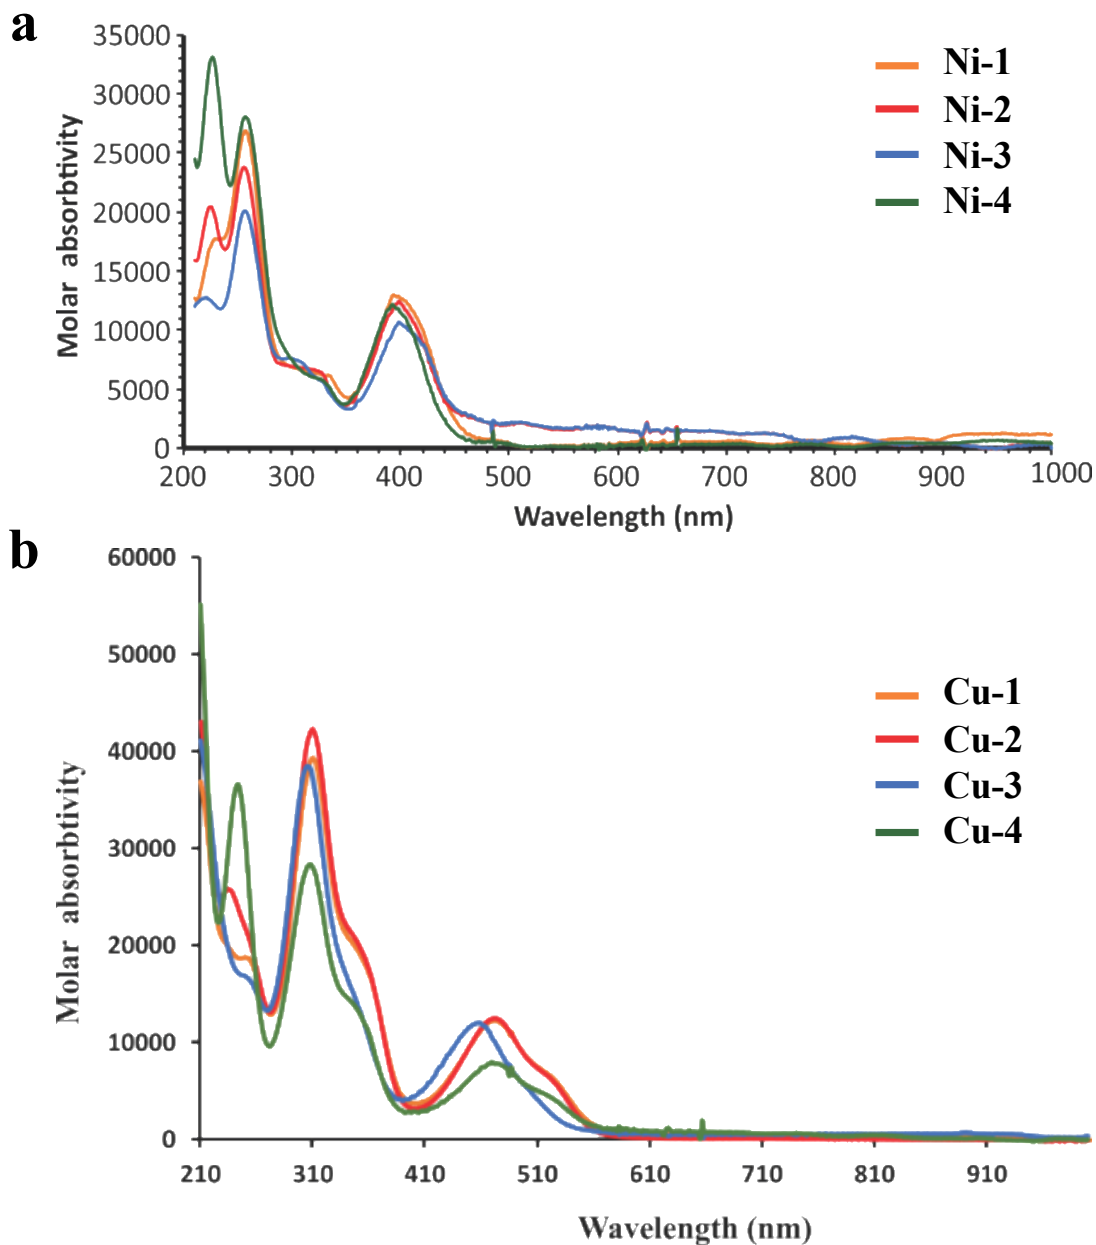 a
35000
30000
25000
20000
15000
10000
5000
0
Molar absorbtivity
Ni-1
Ni-2
Ni-3
Ni-4
200 300 400 500 600 700 800 900 1000
Wavelength (nm)
b
60000
50000
40000
30000
20000
10000
0
Molar absorbtivity
Cu-1
Cu-2
Cu-3
Cu-4
210 310 410 510 610 710 810 910
Wavelength (nm)